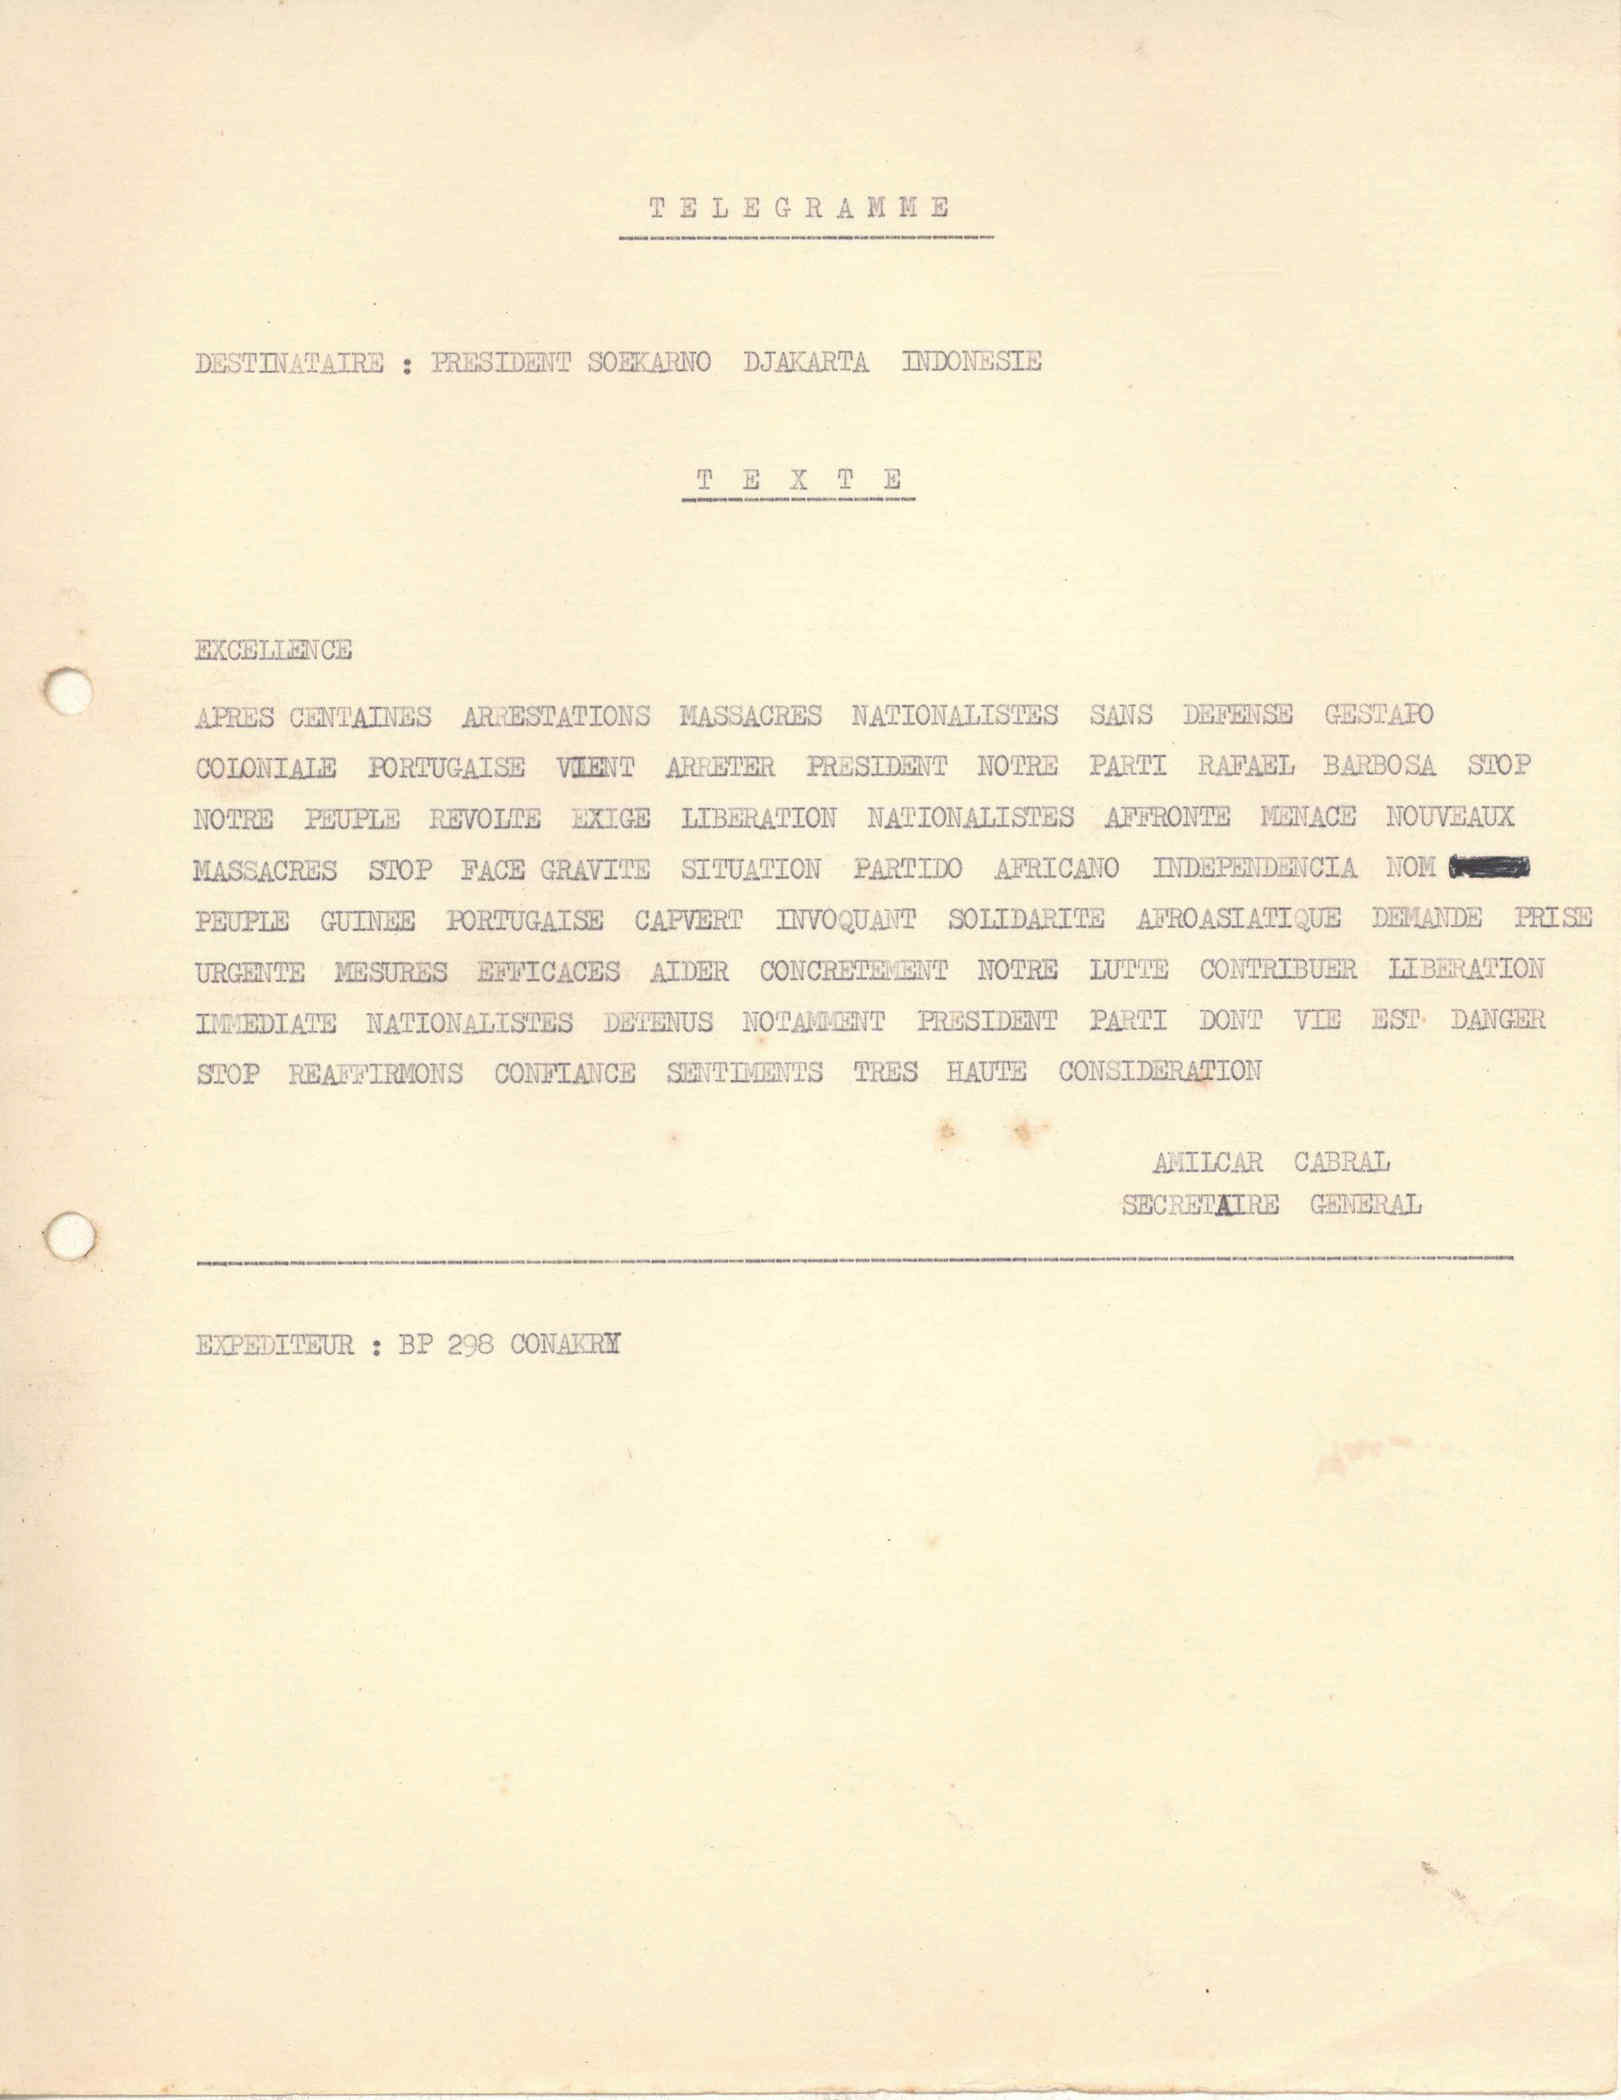 TELEGRAMME
DESTINATAIRE : PRESIDENT SOEKARNO DJAKARTA INDONESIE
TEXTE
EXCELLENCE
APRES CENTAINES ARRESTATIONS MASSACRES NATIONALISTES SANS DEFENSE GESTAPO
COLONIALE PORTUGAISE VIENT ARRETER PRESIDENT NOTRE PARTI RAFAEL BARBOSA STOP
NOTRE PEUPLE REVOLTE EXIGE LIBERATION NATIONALISTES AFFRONTE MENACE NOUVEAUX
MASSACRES STOP FACE GRAVITE SITUATION PARTIDO AFRICANO INDEPENDENCIA NOM
PEUPLE GUINEE PORTUGAISE CAPVERT INVOQUANT SOLIDARITE AFROASIATIQUE DEMANDE PRISE
URGENTE MESURES EFFICACES AIDER CONCRETEMENT NOTRE LUTTE CONTRIBUER LIBERATION
IMMEDIATE NATIONALISTES DETENUS NOTAMMENT PRESIDENT PARTI DONT VIE EST DANGER
STOP REAFFIRMONS CONFIANCE SENTIMENTS TRES HAUTE CONSIDERATION
AMILCAR CABRAL
SECRETAIRE GENERAL
EXPEDITEUR : BP 298 CONAKRY